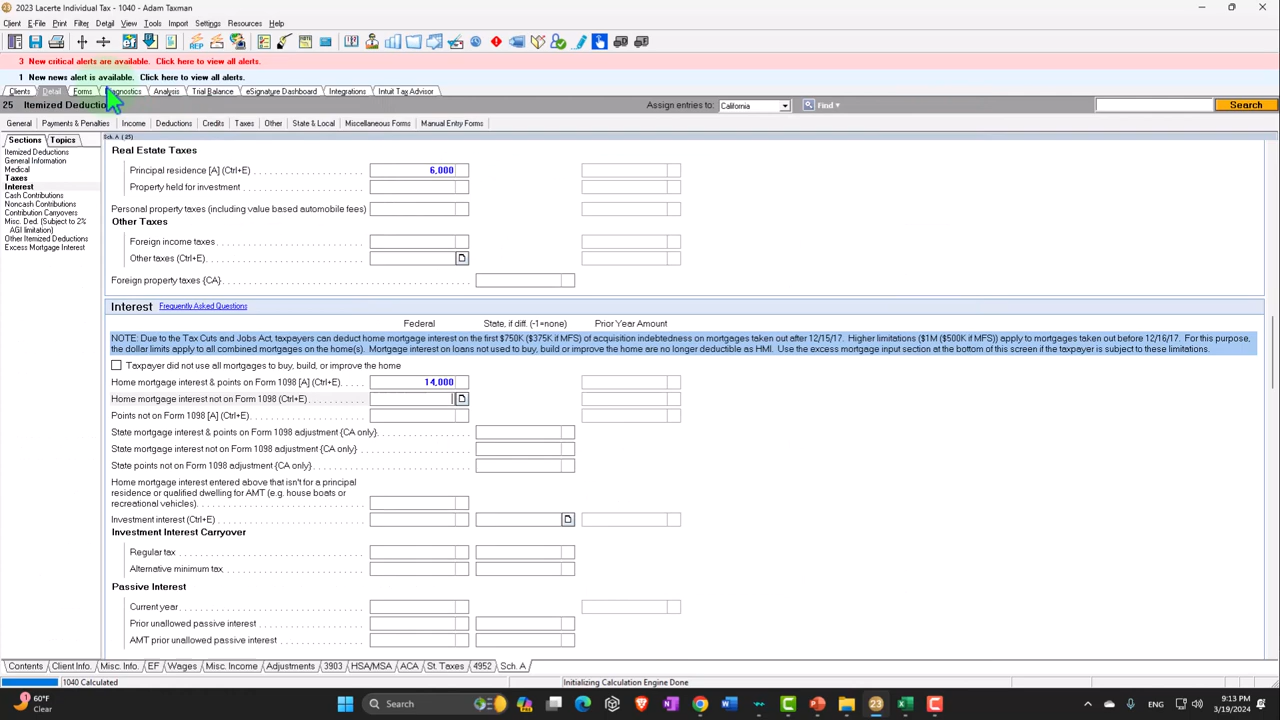 2023 Lacerte Individual Tax - 1040 - Adam Taxman
Client E-File Print Filter Detail View Tools Import Settings Resources Help
3 New critical alerts are available. Click here to view all alerts.
1 New news alert is available. Click here to view all alerts.
Clients Detail Forms Diagnostics Analysis Trial Balance eSignature Dashboard Integrations Intuit Tax Advisor
25 Itemized Deductio Assign entries to: California Find Search
General Payments & Penalties Income Deductions Credits Taxes Other State & Local Miscellaneous Forms Manual Entry Forms
Sections Topics
Itemized Deductions
General Information
Medical
Taxes
Interest
Cash Contributions
Noncash Contributions
Contribution Carryovers
Misc. Ded. (Subject to 2%
AGI limitation)
Other Itemized Deductions
Excess Mortgage Interest
Sch. A (25)
Real Estate Taxes
Principal residence [A] (Ctrl+E) 6,000
Property held for investment
Personal property taxes (including value based automobile fees)
Other Taxes
Foreign income taxes
Other taxes (Ctrl+E)
Foreign property taxes {CA}
Interest Frequently Asked Questions
Federal State, if diff. (-1=none) Prior Year Amount
NOTE: Due to the Tax Cuts and Jobs Act, taxpayers can deduct home mortgage interest on the first $750K ($375K if MFS) of acquisition indebtedness on mortgages taken out after 12/15/17. Higher limitations ($1M ($500K if MFS)) apply to mortgages taken out before 12/16/17. For this purpose,
the dollar limits apply to all combined mortgages on the home(s). Mortgage interest on loans not used to buy, build or improve the home are no longer deductible as HMI. Use the excess mortgage input section at the bottom of this screen if the taxpayer is subject to these limitations.
Taxpayer did not use all mortgages to buy, build, or improve the home
Home mortgage interest & points on Form 1098 [A] (Ctrl+E) 14,000
Home mortgage interest not on Form 1098 (Ctrl+E)
Points not on Form 1098 [A] (Ctrl+E)
State mortgage interest & points on Form 1098 adjustment {CA only}
State mortgage interest not on Form 1098 adjustment {CA only}
State points not on Form 1098 adjustment {CA only}
Home mortgage interest entered above that isn't for a principal
residence or qualified dwelling for AMT (e.g. house boats or
recreational vehicles)
Investment interest (Ctrl+E)
Investment Interest Carryover
Regular tax
Alternative minimum tax
Passive Interest
Current year
Prior unallowed passive interest
AMT prior unallowed passive interest
Contents Client Info. Misc. Info. EF Wages Misc. Income Adjustments 3903 HSA/MSA ACA St. Taxes 4952 Sch. A
1040 Calculated Initializing Calculation Engine Done
60°F
Clear
Search
ENG
9:13 PM
3/19/2024